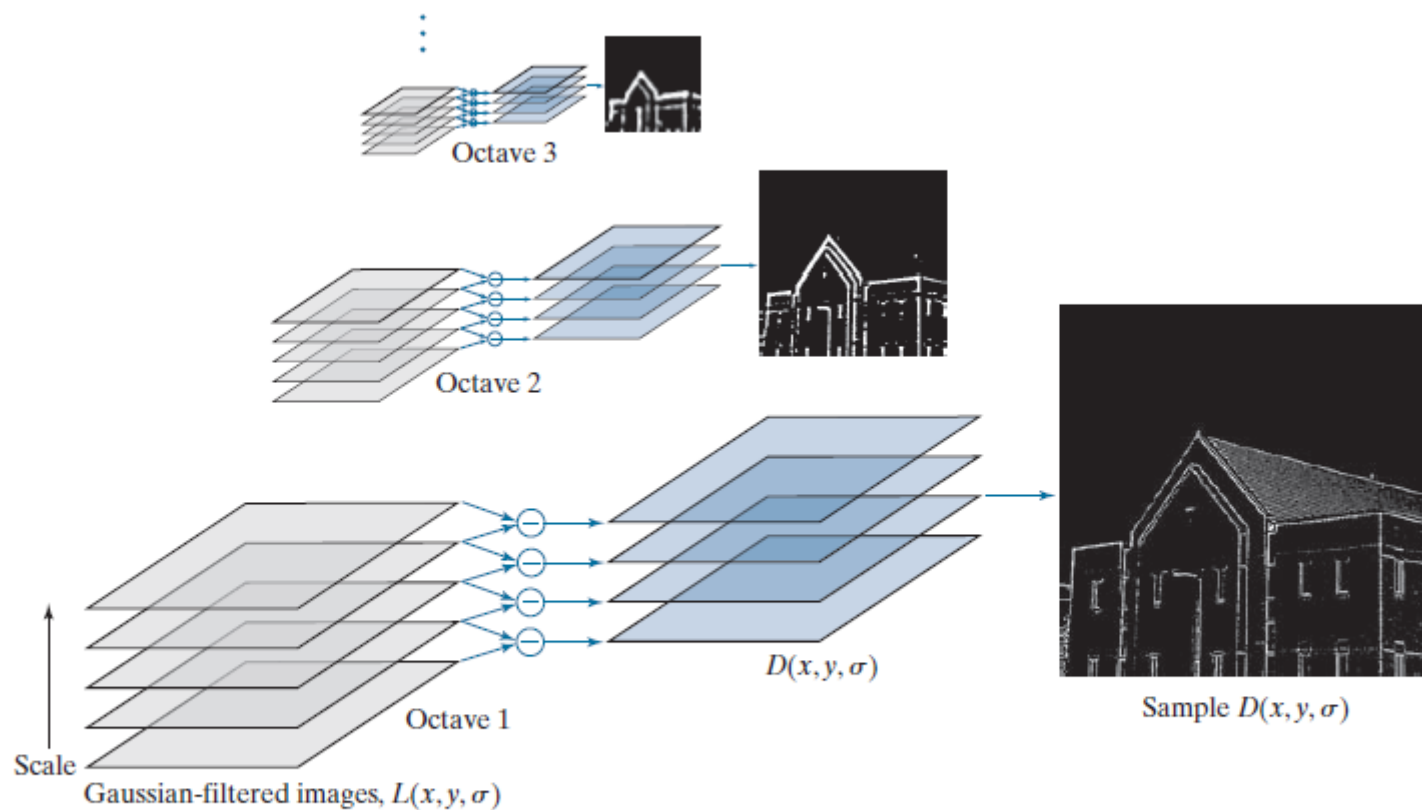 Octave 3
Octave 2
Octave 1
D(x, y, σ)
Sample D(x, y, σ)
Scale
Gaussian-filtered images, L(x, y, σ)